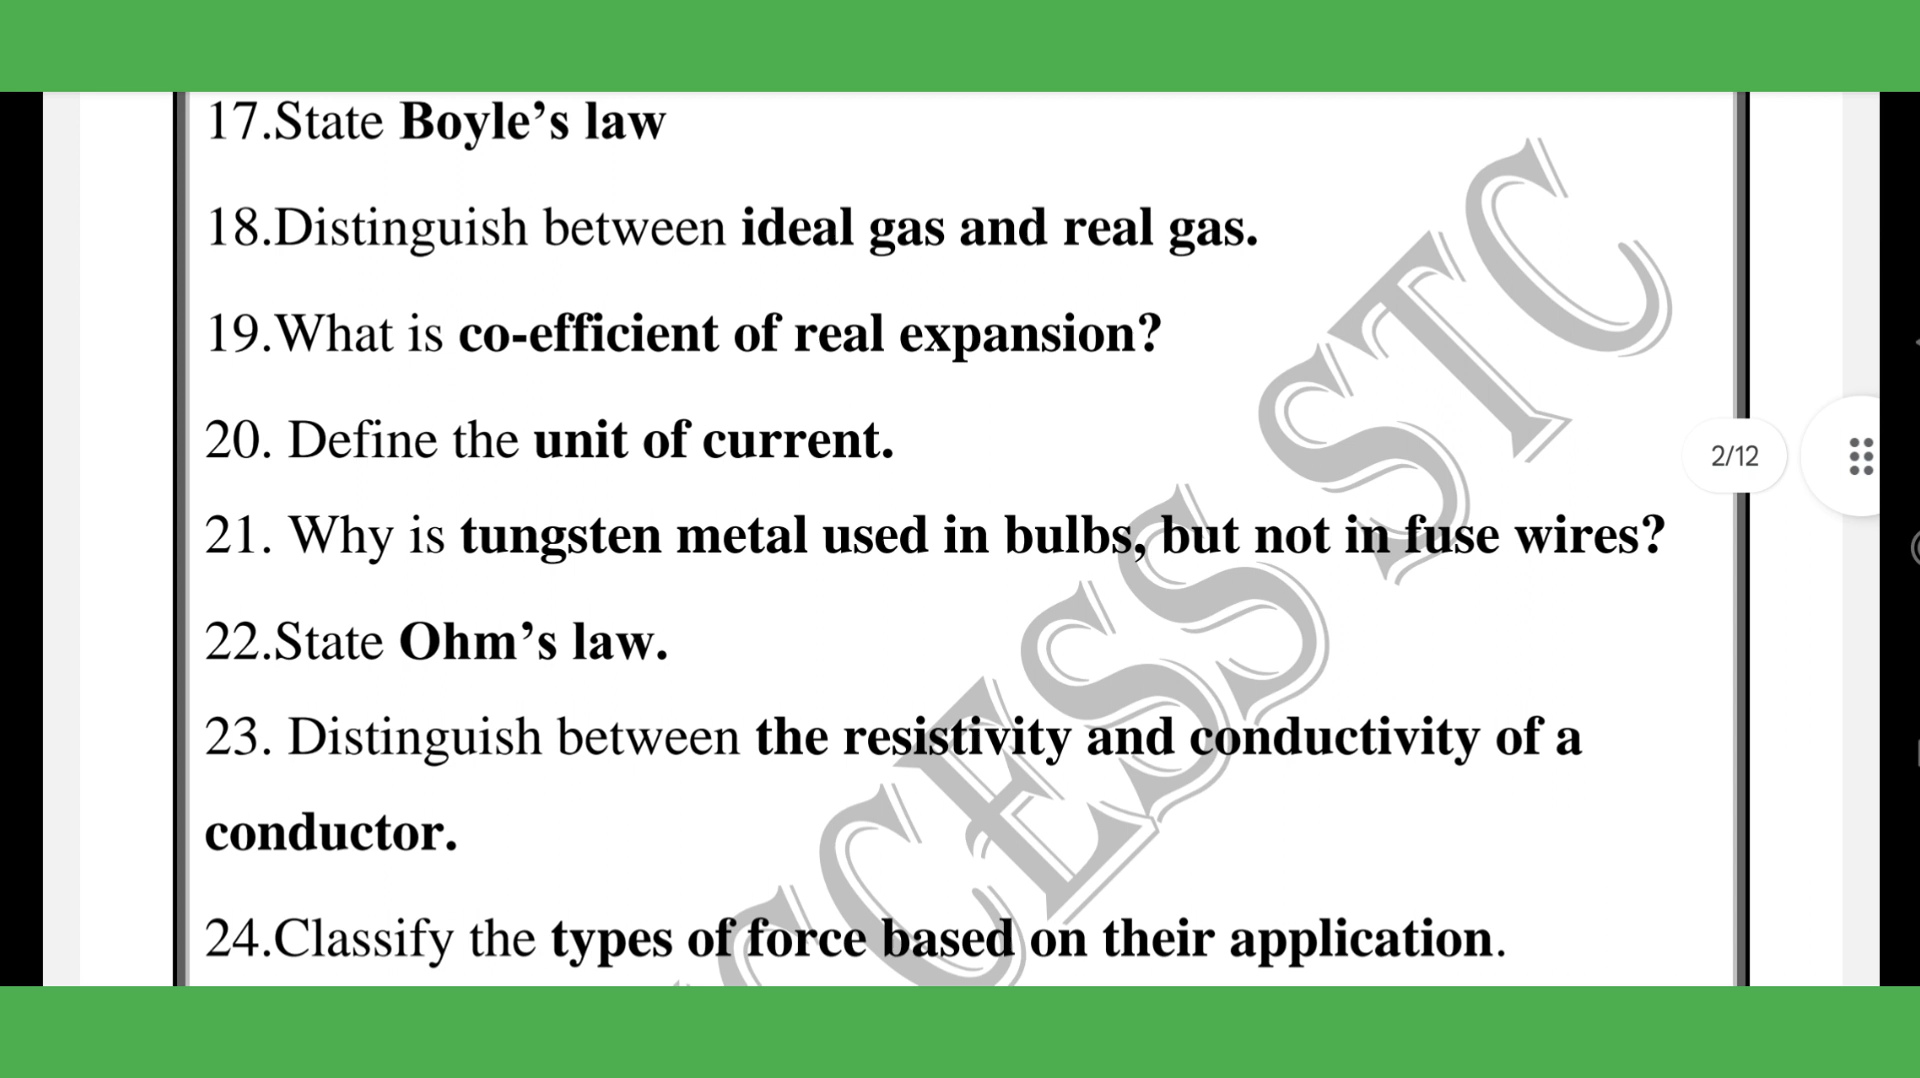 17.State Boyle’s law
18.Distinguish between ideal gas and real gas.
19.What is co-efficient of real expansion?
20. Define the unit of current.
2/12
21. Why is tungsten metal used in bulbs, but not in fuse wires?
22.State Ohm’s law.
23. Distinguish between the resistivity and conductivity of a
conductor.
24.Classify the types of force based on their application.
CCESS STC